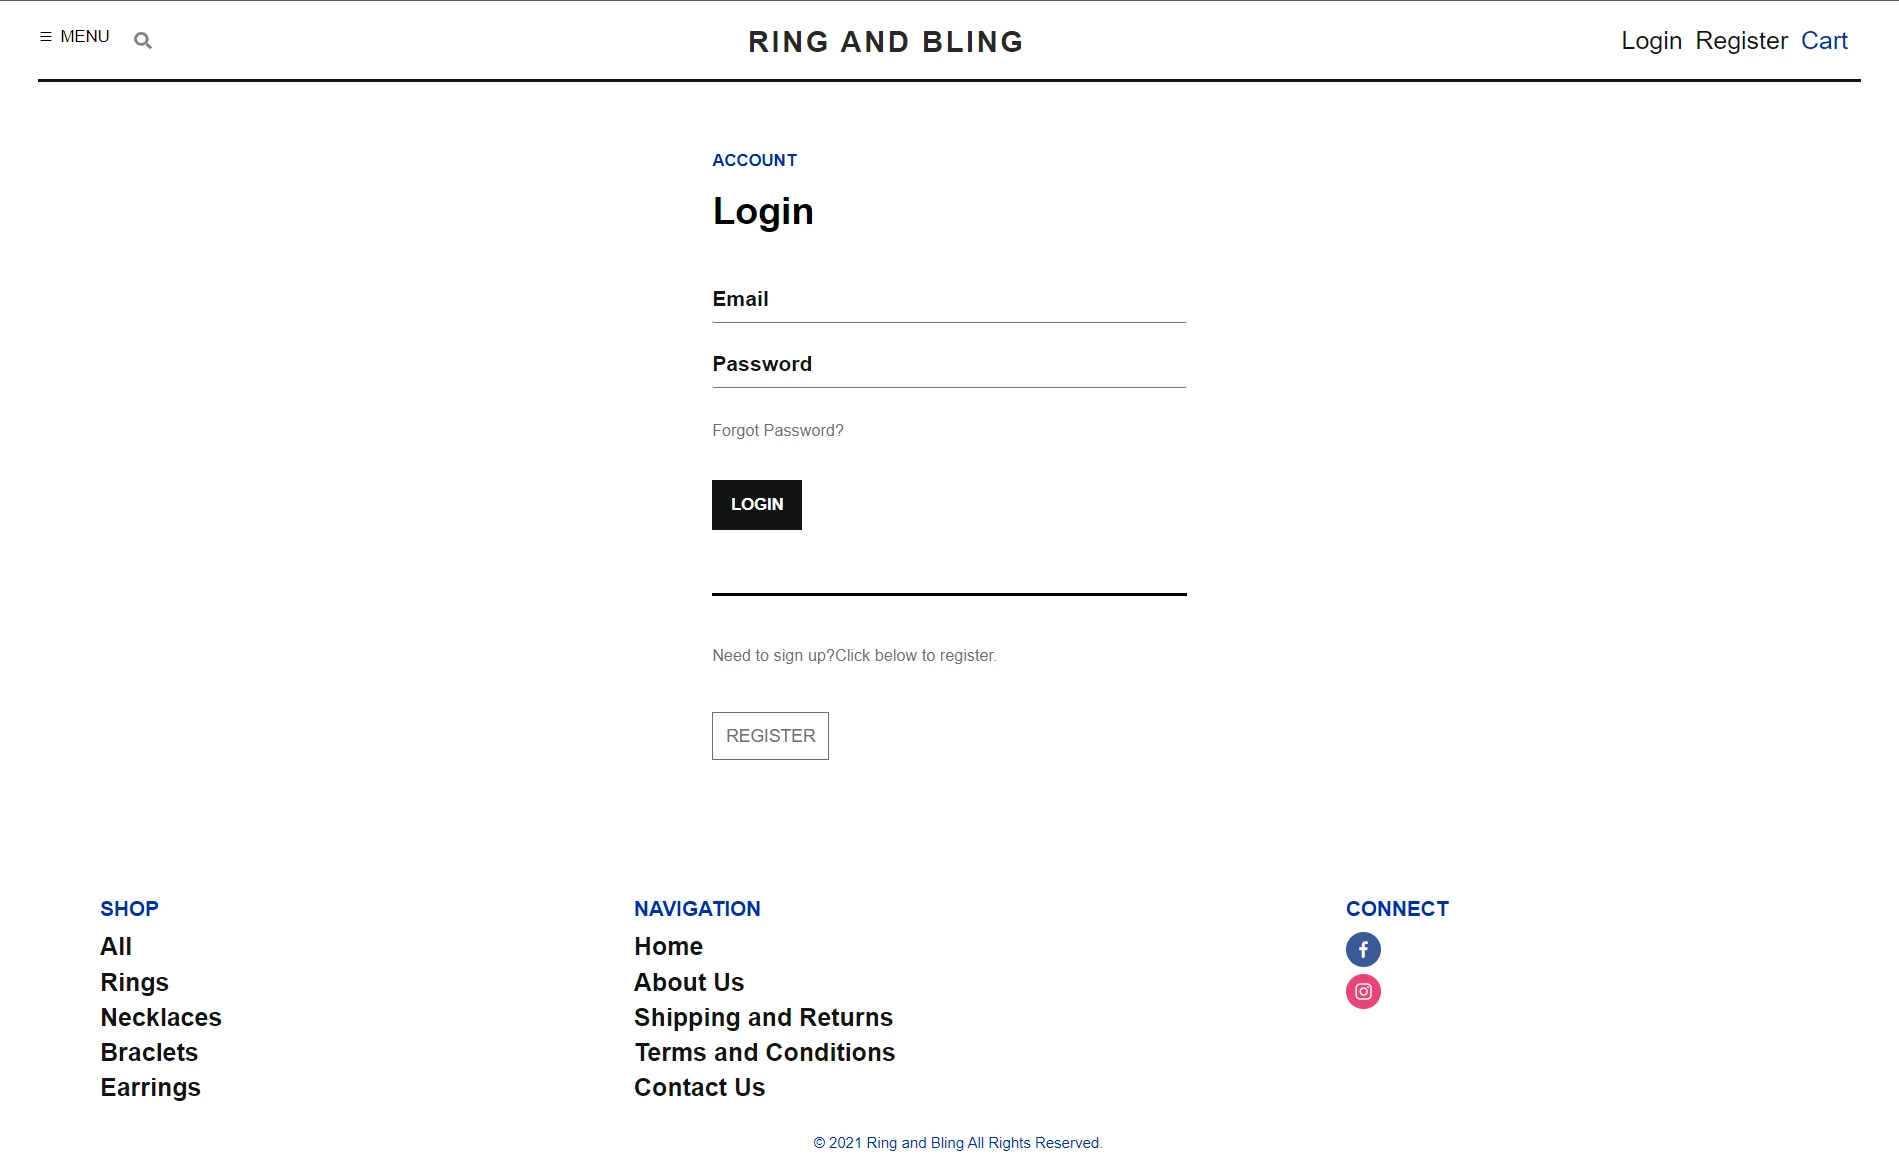 ☰ MENU
RING AND BLING
Login Register Cart
ACCOUNT
Login
Email
Password
Forgot Password?
LOGIN
Need to sign up?Click below to register.
REGISTER
SHOP
All
Rings
Necklaces
Braclets
Earrings
NAVIGATION
Home
About Us
Shipping and Returns
Terms and Conditions
Contact Us
CONNECT
© 2021 Ring and Bling All Rights Reserved.